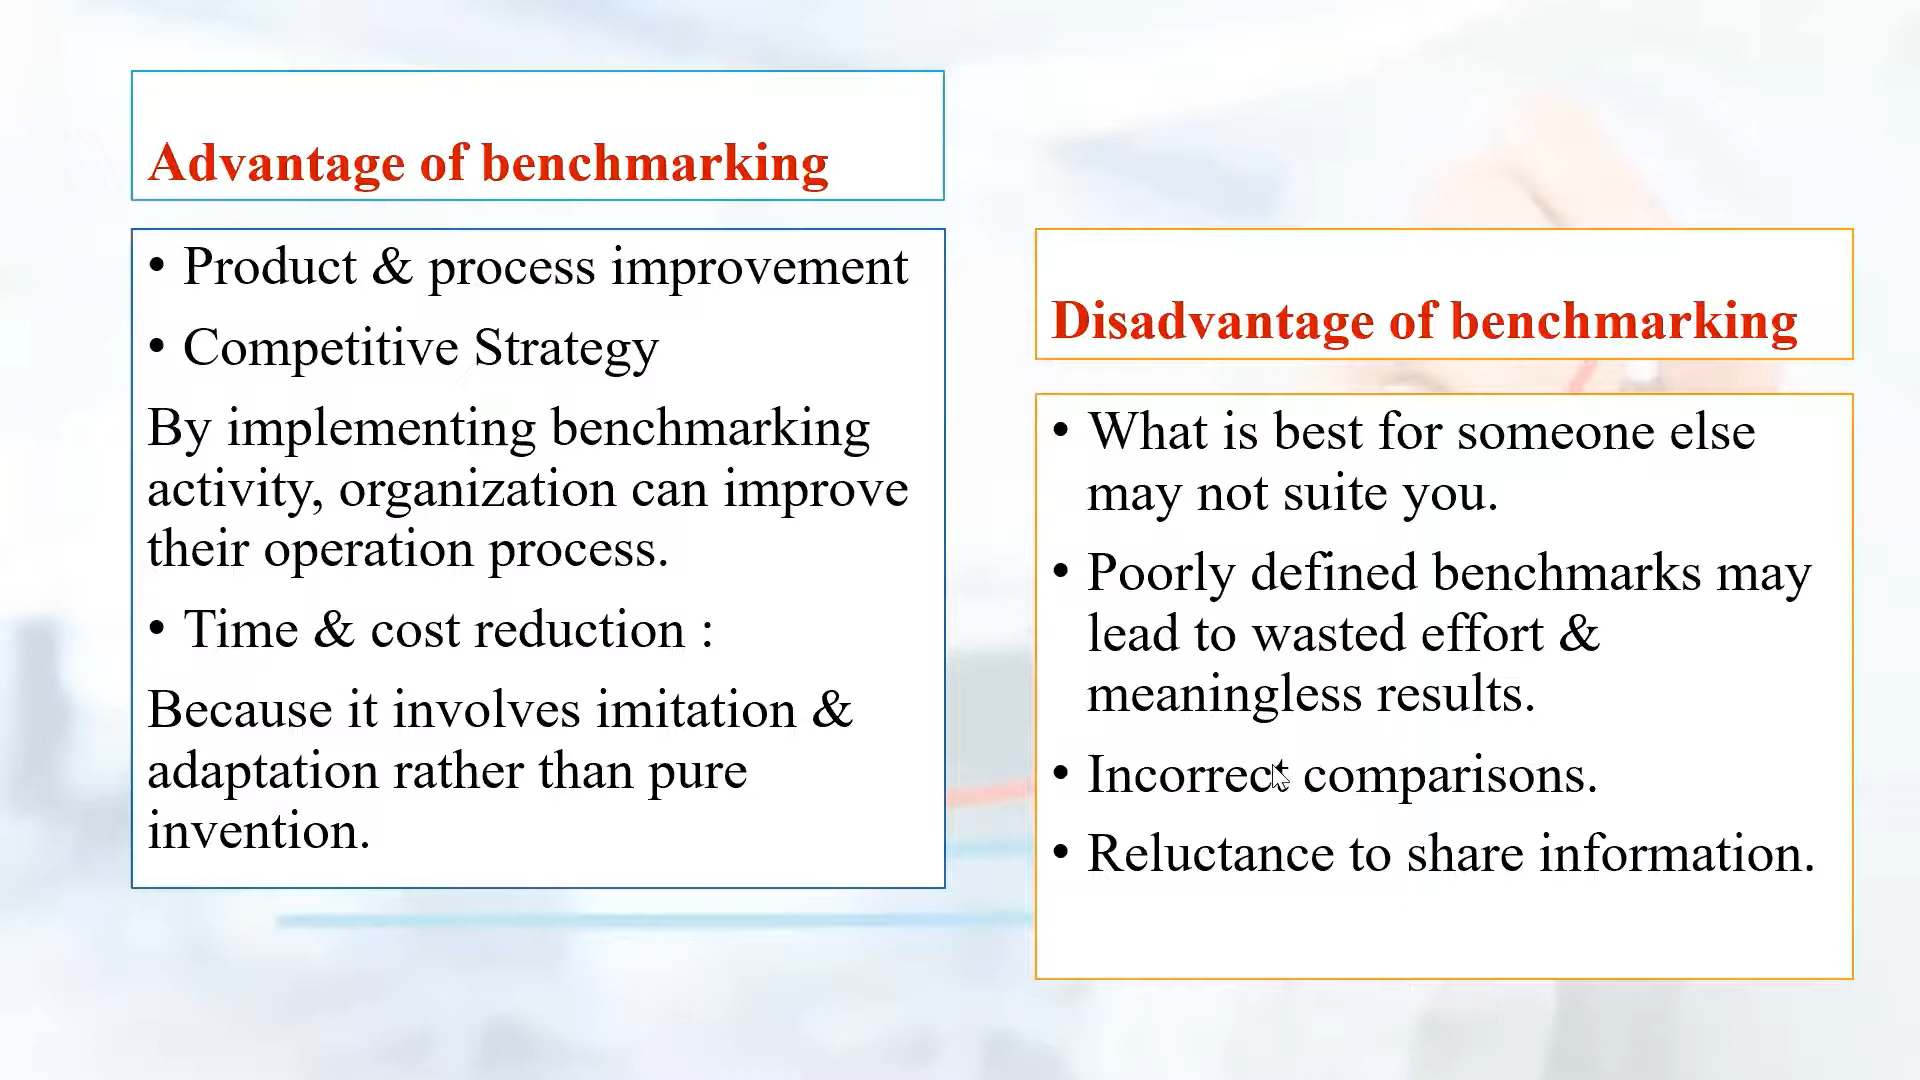 Advantage of benchmarking
• Product & process improvement
• Competitive Strategy
By implementing benchmarking
activity, organization can improve
their operation process.
• Time & cost reduction :
Because it involves imitation &
adaptation rather than pure
invention.
Disadvantage of benchmarking
• What is best for someone else
may not suite you.
• Poorly defined benchmarks may
lead to wasted effort &
meaningless results.
• Incorrect comparisons.
• Reluctance to share information.